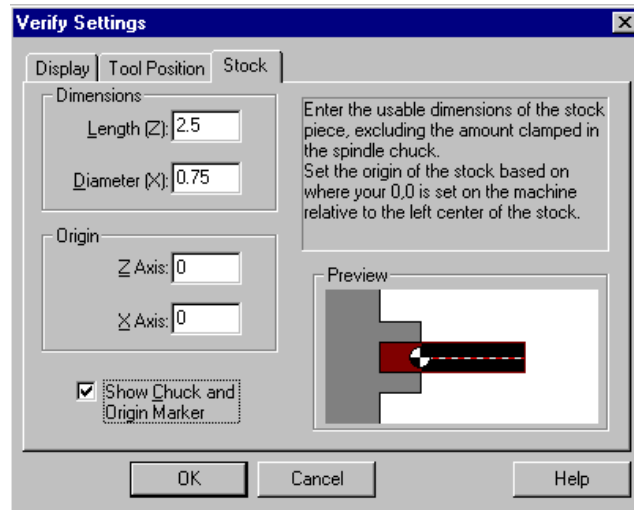 Verify Settings
Display
Tool Position
Stock
Dimensions
Length (Z): 2.5
Diameter (X): 0.75
Enter the usable dimensions of the stock
piece, excluding the amount clamped in
the spindle chuck.
Set the origin of the stock based on
where your 0,0 is set on the machine
relative to the left center of the stock.
Origin
Z Axis: 0
X Axis: 0
Show Chuck and
Origin Marker
Preview
OK
Cancel
Help